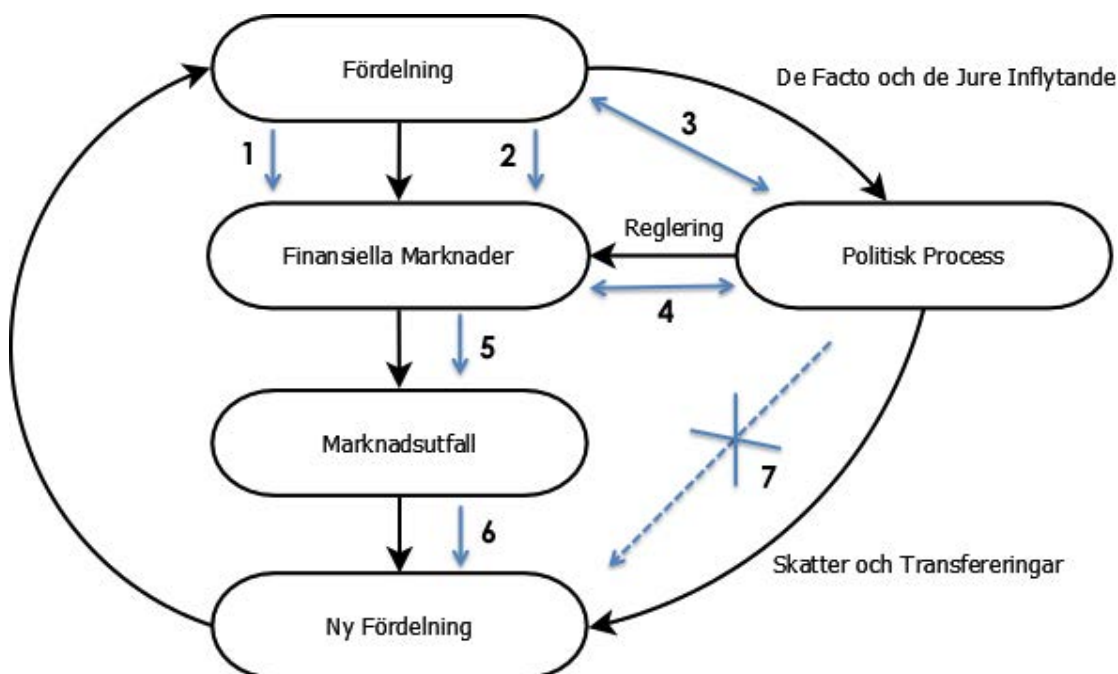 Fördelning
De Facto och de Jure Inflytande
1
2
3
Reglering
Finansiella Marknader
Politisk Process
4
5
Marknadsutfall
7
6
Skatter och Transfereringar
Ny Fördelning